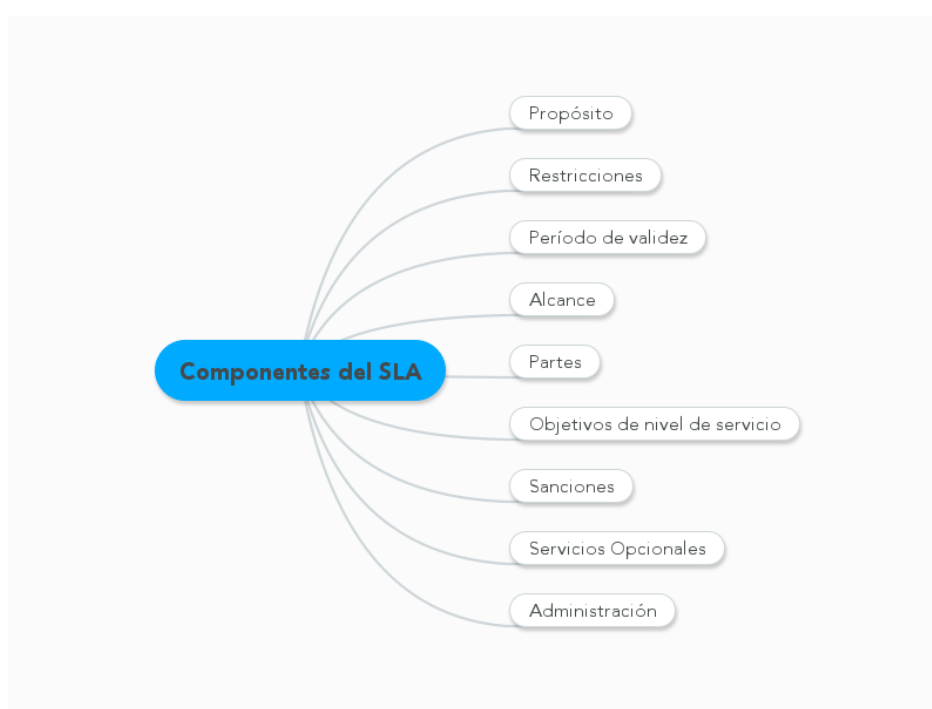 Propósito
Restricciones
Período de validez
Alcance
Componentes del SLA
Partes
Objetivos de nivel de servicio
Sanciones
Servicios Opcionales
Administración